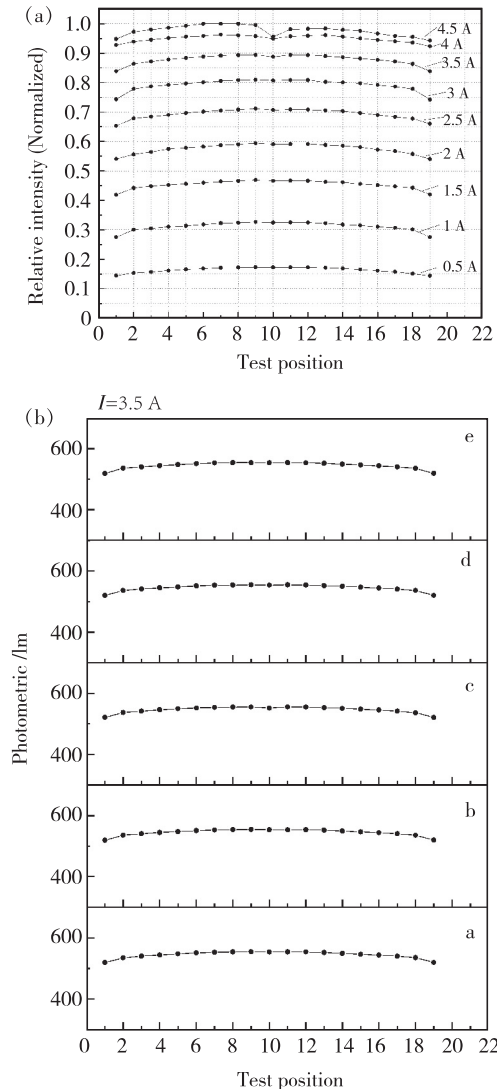 (a)
1.0
0.9
0.8
0.7
0.6
0.5
0.4
0.3
0.2
0.1
0
Relative intensity (Normalized)
4.5 A
4 A
3.5 A
3 A
2.5 A
2 A
1.5 A
1 A
0.5 A
0 2 4 6 8 10 12 14 16 18 20 22
Test position
(b)
I=3.5 A
Photometric /lm
600
400
e
600
400
d
600
400
c
600
400
b
600
400
a
0 2 4 6 8 10 12 14 16 18 20 22
Test position